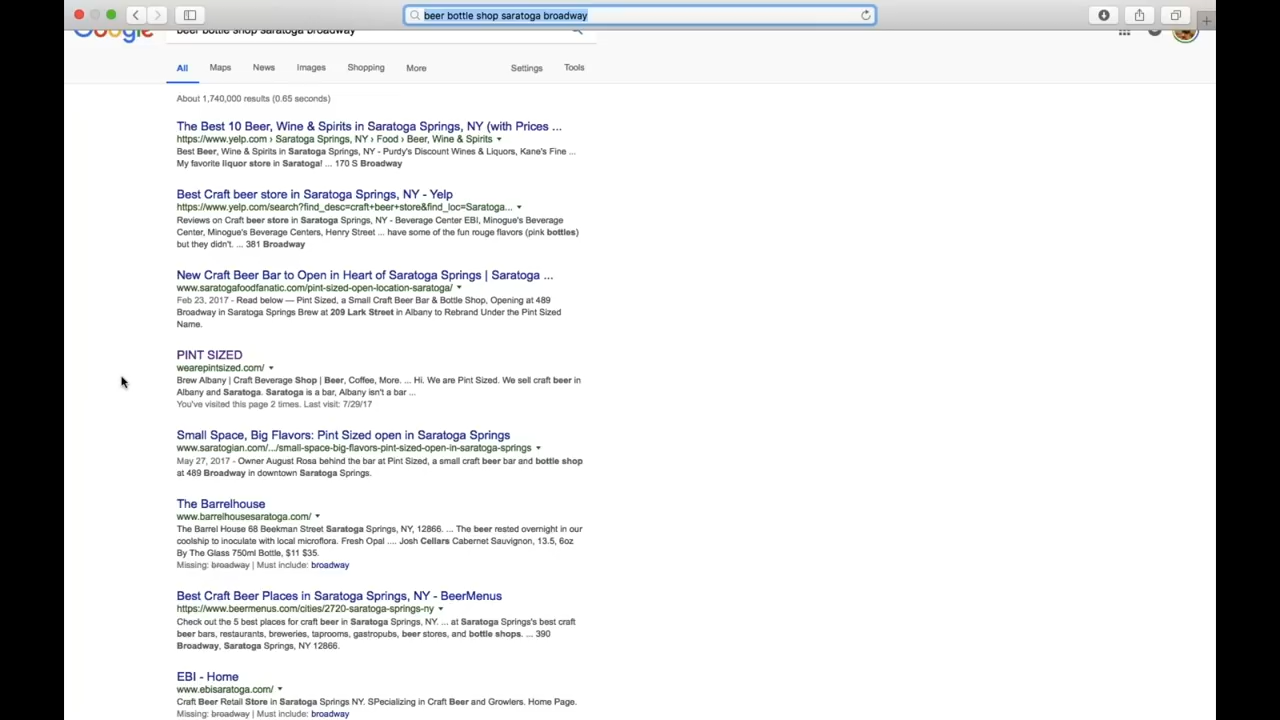 beer bottle shop saratoga broadway
Google
beer bottle shop saratoga broadway
All Maps News Images Shopping More Settings Tools
About 1,740,000 results (0.65 seconds)
The Best 10 Beer, Wine & Spirits in Saratoga Springs, NY (with Prices ...
https://www.yelp.com › Saratoga Springs, NY › Food › Beer, Wine & Spirits
Best Beer, Wine & Spirits in Saratoga Springs, NY - Purdy's Discount Wines & Liquors, Kane's Fine ...
My favorite liquor store in Saratoga! ... 170 S Broadway
Best Craft beer store in Saratoga Springs, NY - Yelp
https://www.yelp.com/search?find_desc=craft+beer+store&find_loc=Saratoga...
Reviews on Craft beer store in Saratoga Springs, NY - Beverage Center EBI, Minogue's Beverage
Center, Minogue's Beverage Centers, Henry Street ... have some of the fun rouge flavors (pink bottles)
but they didn't. ... 381 Broadway
New Craft Beer Bar to Open in Heart of Saratoga Springs | Saratoga ...
www.saratogafoodfanatic.com/pint-sized-open-location-saratoga/
Feb 23, 2017 - Read below — Pint Sized, a Small Craft Beer Bar & Bottle Shop, Opening at 489
Broadway in Saratoga Springs Brew at 209 Lark Street in Albany to Rebrand Under the Pint Sized
Name.
PINT SIZED
wearepintsized.com/
Brew Albany | Craft Beverage Shop | Beer, Coffee, More. ... Hi. We are Pint Sized. We sell craft beer in
Albany and Saratoga. Saratoga is a bar, Albany isn't a bar ...
You've visited this page 2 times. Last visit: 7/29/17
Small Space, Big Flavors: Pint Sized open in Saratoga Springs
www.saratogian.com/.../small-space-big-flavors-pint-sized-open-in-saratoga-springs
May 27, 2017 - Owner August Rosa behind the bar at Pint Sized, a small craft beer bar and bottle shop
at 489 Broadway in downtown Saratoga Springs.
The Barrelhouse
www.barrelhousesaratoga.com/
The Barrel House 68 Beekman Street Saratoga Springs, NY, 12866. ... The beer rested overnight in our
coolship to inoculate with local microflora. Fresh Opal .... Josh Cellars Cabernet Sauvignon, 13.5, 6oz
By The Glass 750ml Bottle, $11 $35.
Missing: broadway | Must include: broadway
Best Craft Beer Places in Saratoga Springs, NY - BeerMenus
https://www.beermenus.com/cities/2720-saratoga-springs-ny
Check out the 5 best places for craft beer in Saratoga Springs, NY. ... at Saratoga Springs's best craft
beer bars, restaurants, breweries, taprooms, gastropubs, beer stores, and bottle shops. ... 390
Broadway, Saratoga Springs, NY 12866.
EBI - Home
www.ebisaratoga.com/
Craft Beer Retail Store in Saratoga Springs NY. SPecializing in Craft Beer and Growlers. Home Page.
Missing: broadway | Must include: broadway